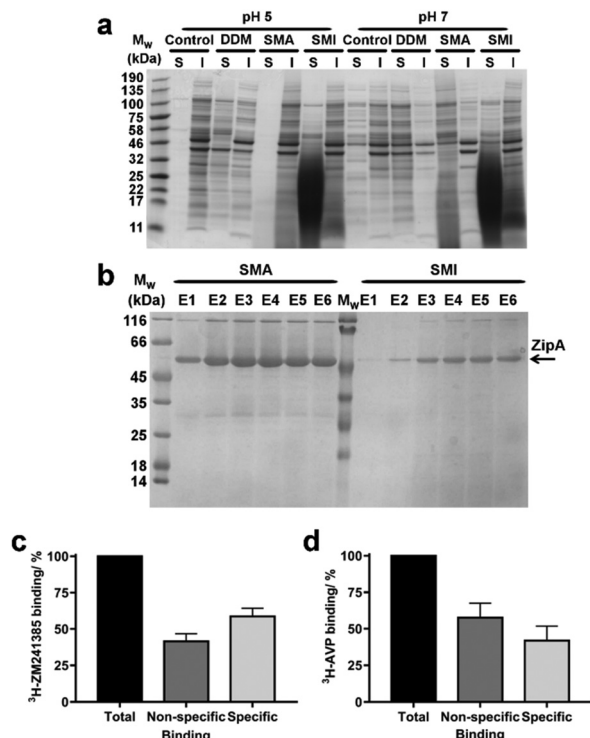 a
pH 5 pH 7
Mw Control DDM SMA SMI Control DDM SMA SMI
(kDa) S I S I S I S I S I S I S I S I
190
135
100
75
58
46
32
25
22
17
11
b
SMA SMI
Mw
(kDa) E1 E2 E3 E4 E5 E6 Mw E1 E2 E3 E4 E5 E6
116
66
ZipA
45
35
25
18
14
c
³H-ZM241385 binding/ %
100
75
50
25
0
Total Non-specific Specific
Binding
d
³H-AVP binding/ %
100
75
50
25
0
Total Non-specific Specific
Binding